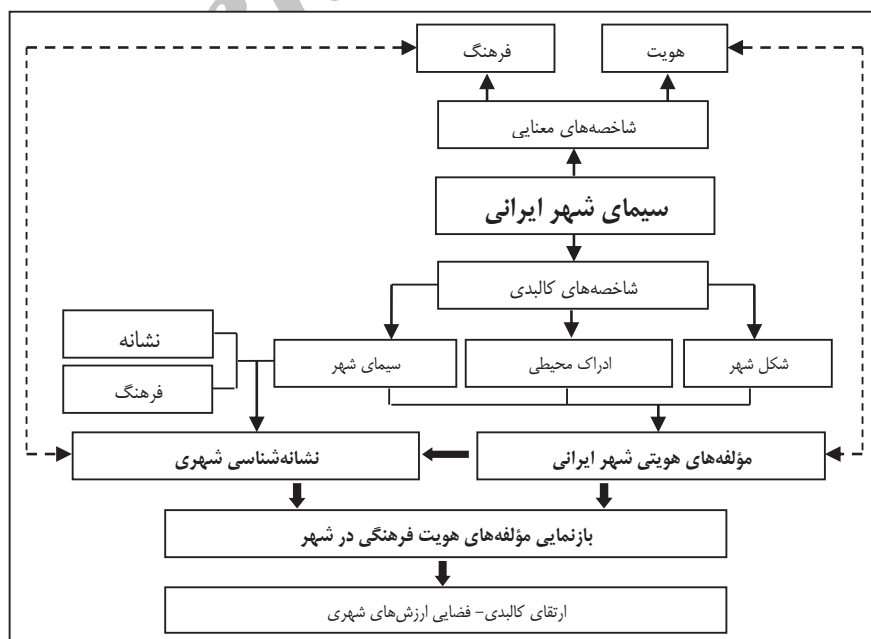 هویت
فرهنگ
شاخصه‌های معنایی
سیمای شهر ایرانی
شاخصه‌های کالبدی
نشانه
شکل شهر
ادراک محیطی
سیمای شهر
فرهنگ
مؤلفه‌های هویتی شهر ایرانی
نشانه‌شناسی شهری
بازنمایی مؤلفه‌های هویت فرهنگی در شهر
ارتقای کالبدی- فضایی ارزش‌های شهری